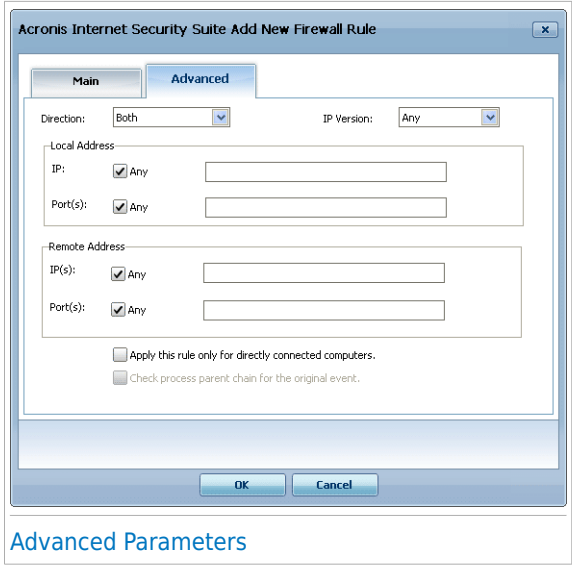 Acronis Internet Security Suite Add New Firewall Rule
Main
Advanced
Direction: Both IP Version: Any
Local Address
IP: Any
Port(s): Any
Remote Address
IP(s): Any
Port(s): Any
Apply this rule only for directly connected computers.
Check process parent chain for the original event.
OK Cancel
Advanced Parameters